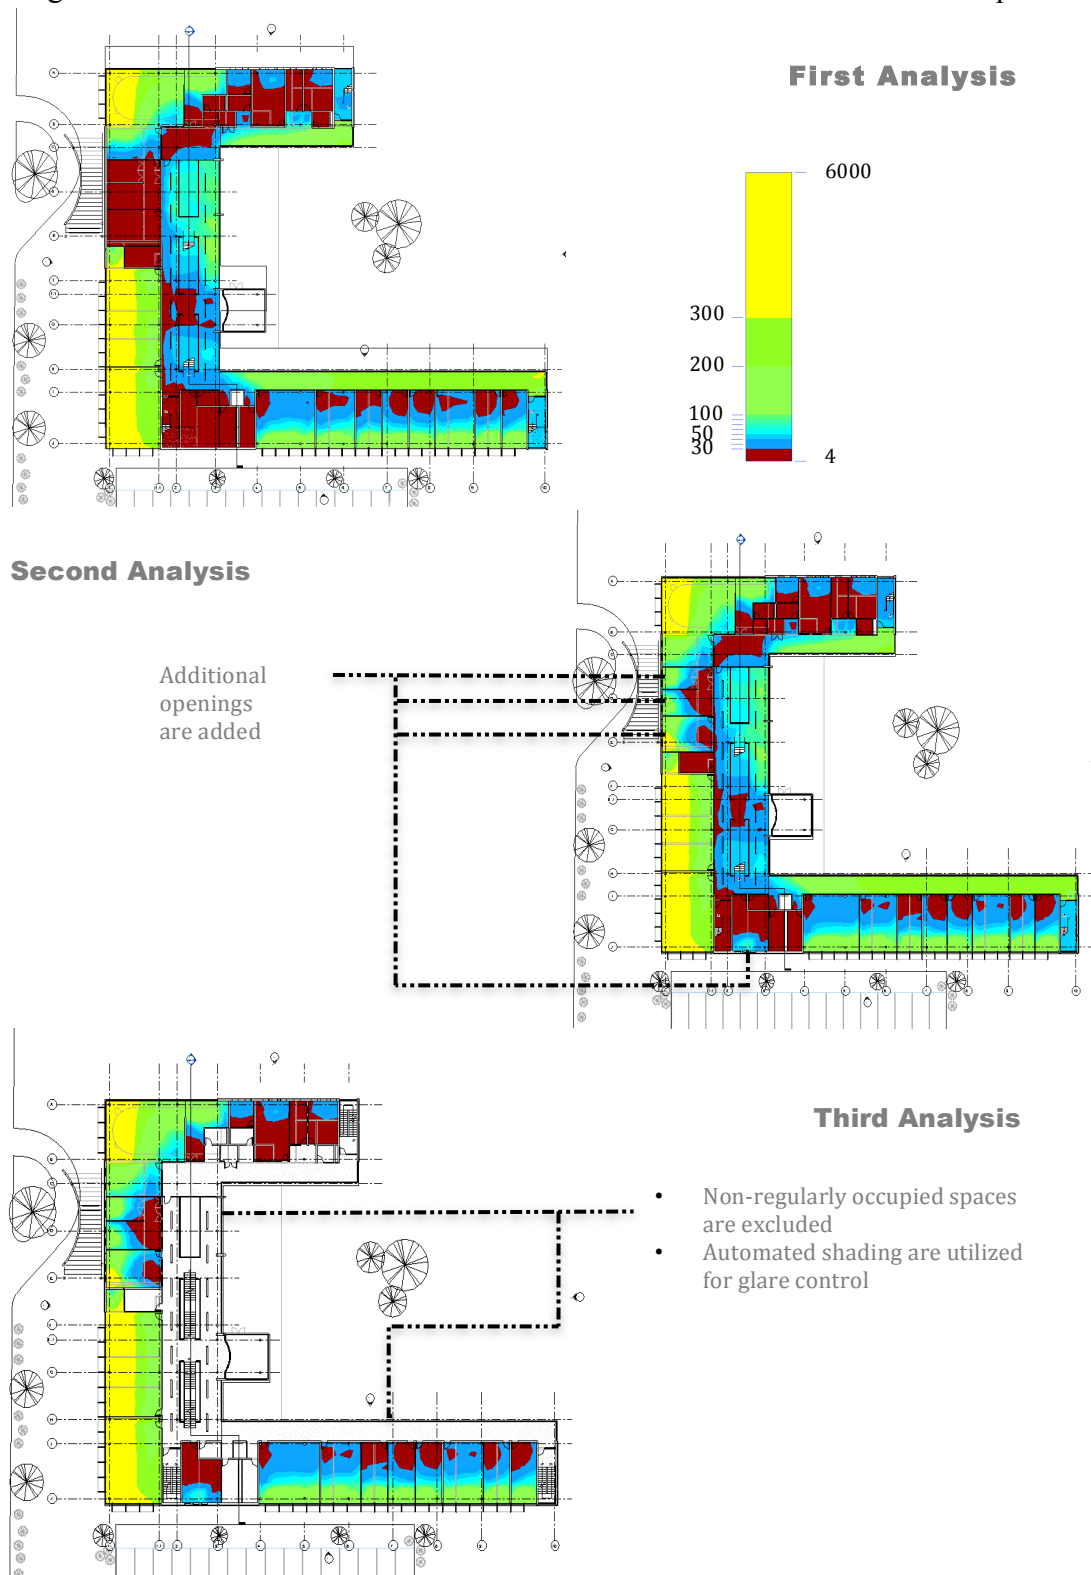 First Analysis
6000
300
200
100
50
30
4
Second Analysis
Additional
openings
are added
Third Analysis
• Non-regularly occupied spaces
are excluded
• Automated shading are utilized
for glare control